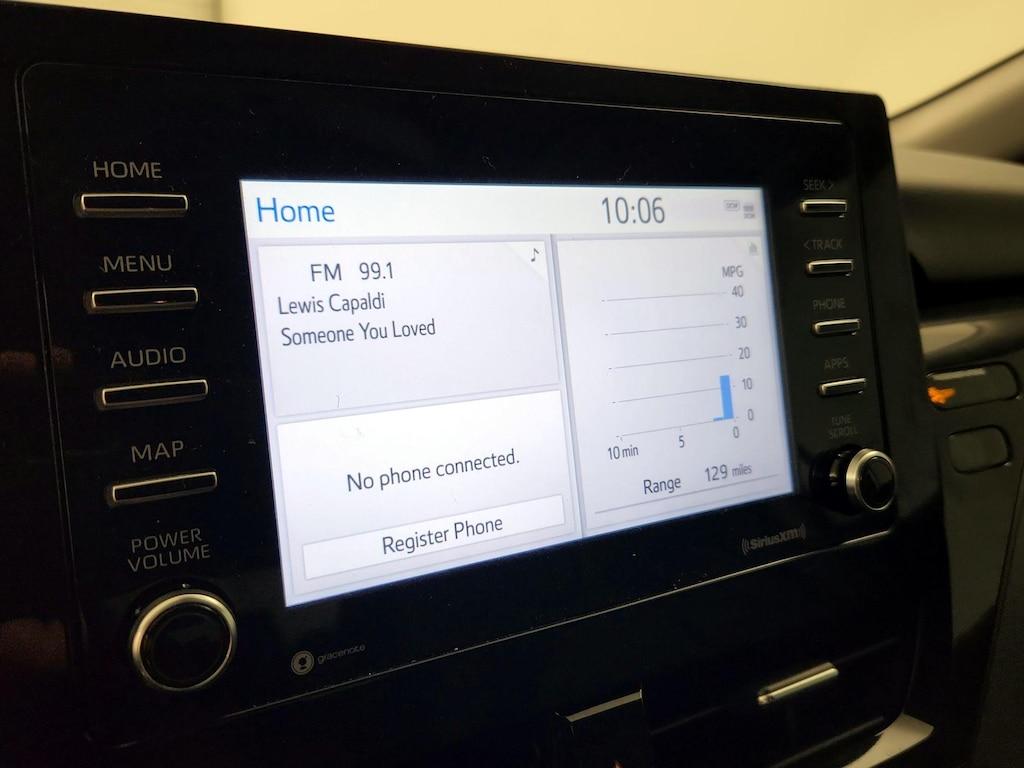 HOME
MENU
AUDIO
MAP
POWER
VOLUME
Home
10:06
DCM
FM 99.1
Lewis Capaldi
Someone You Loved
No phone connected.
Register Phone
MPG
40
30
20
10
0
10 min
5
0
Range 129 miles
SEEK >
< TRACK
PHONE
APPS
TUNE
SCROLL
gracenote
SiriusXM